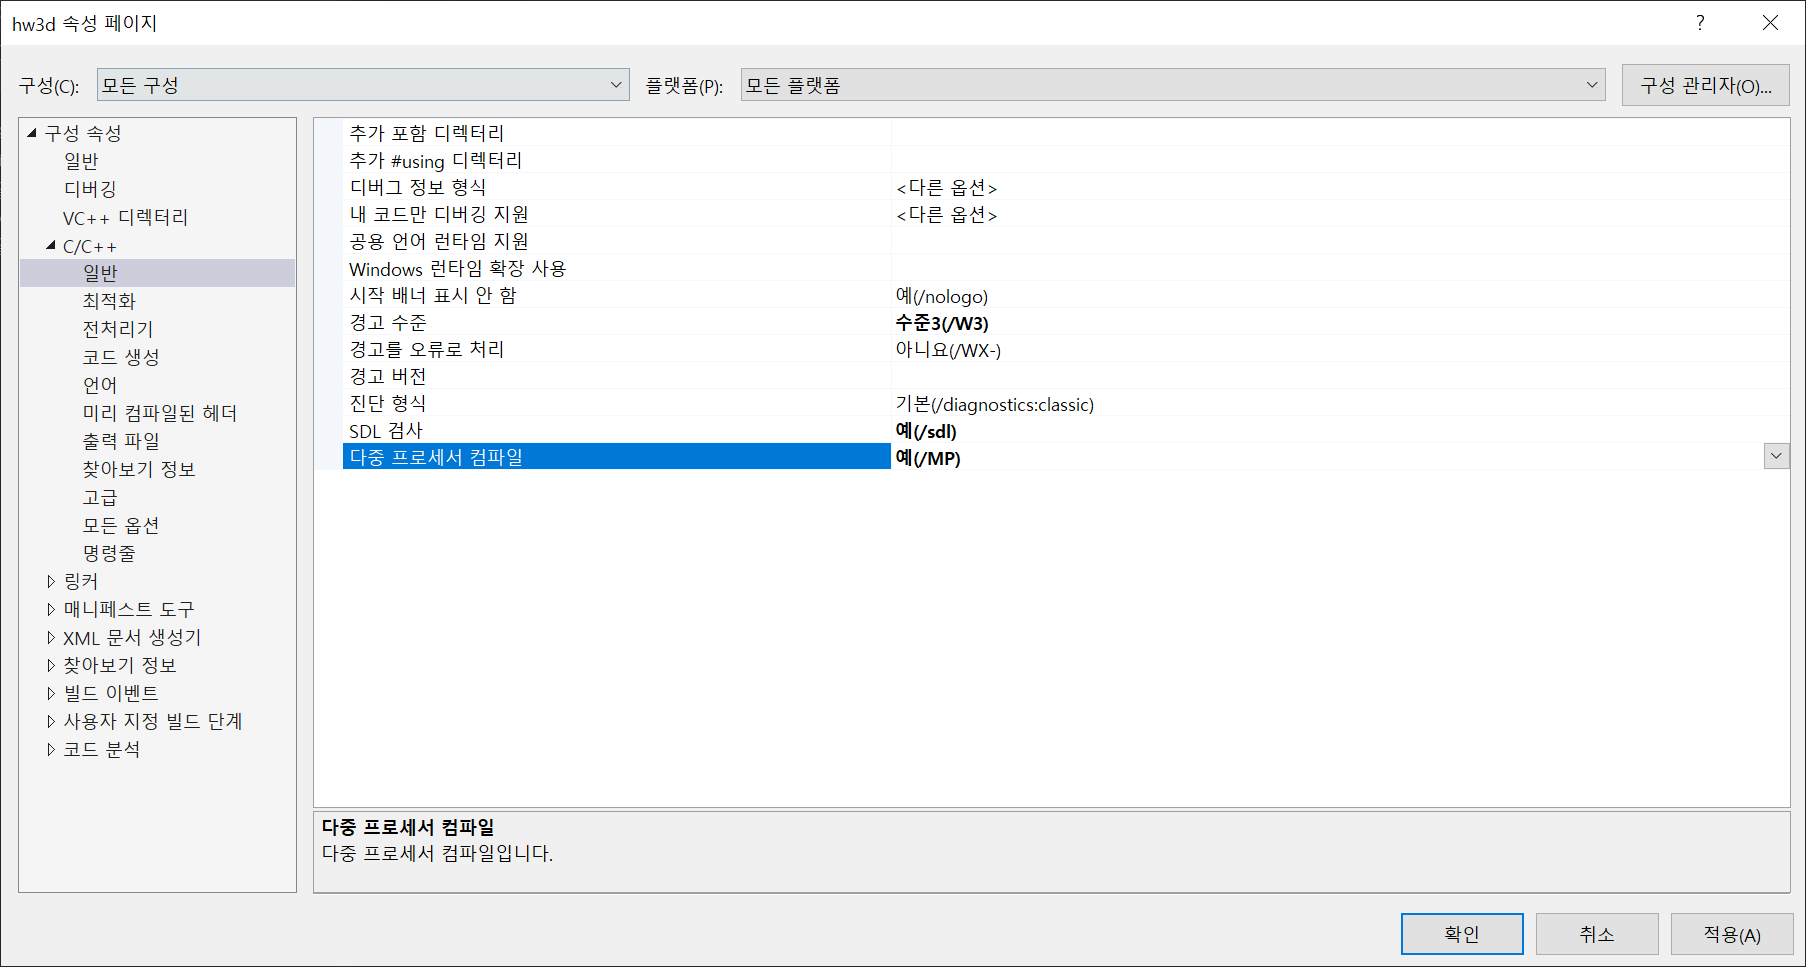 hw3d 속성 페이지
?
구성(C): 모든 구성 플랫폼(P): 모든 플랫폼 구성 관리자(O)...
구성 속성
일반
디버깅
VC++ 디렉터리
C/C++
일반
최적화
전처리기
코드 생성
언어
미리 컴파일된 헤더
출력 파일
찾아보기 정보
고급
모든 옵션
명령줄
링커
매니페스트 도구
XML 문서 생성기
찾아보기 정보
빌드 이벤트
사용자 지정 빌드 단계
코드 분석
추가 포함 디렉터리
추가 #using 디렉터리
디버그 정보 형식 <다른 옵션>
내 코드만 디버깅 지원 <다른 옵션>
공용 언어 런타임 지원
Windows 런타임 확장 사용
시작 배너 표시 안 함 예(/nologo)
경고 수준 수준3(/W3)
경고를 오류로 처리 아니요(/WX-)
경고 버전
진단 형식 기본(/diagnostics:classic)
SDL 검사 예(/sdl)
다중 프로세서 컴파일 예(/MP)
다중 프로세서 컴파일
다중 프로세서 컴파일입니다.
확인 취소 적용(A)